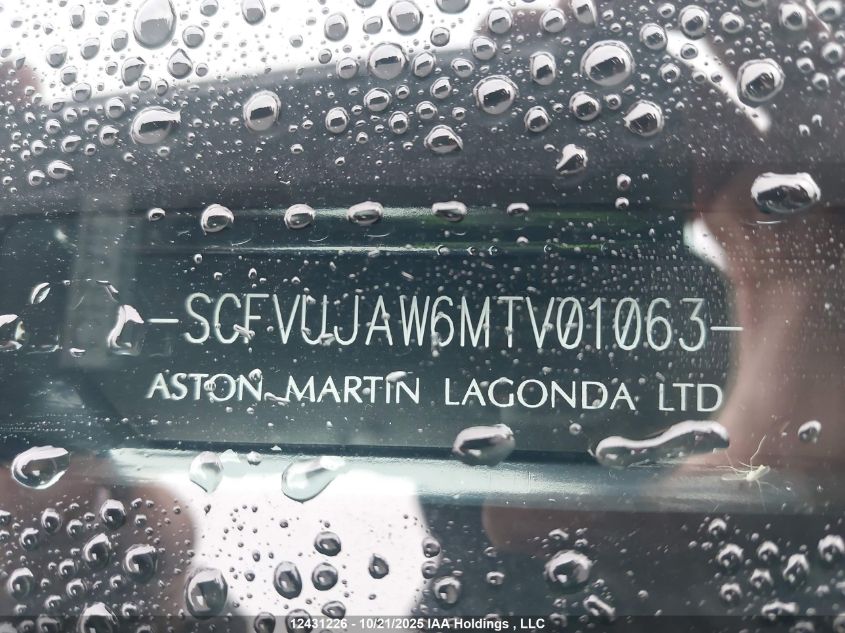 -SCFVUJAW6MTV01063-
ASTON MARTIN LAGONDA LTD
12431226 - 10/21/2025 IAA Holdings , LLC